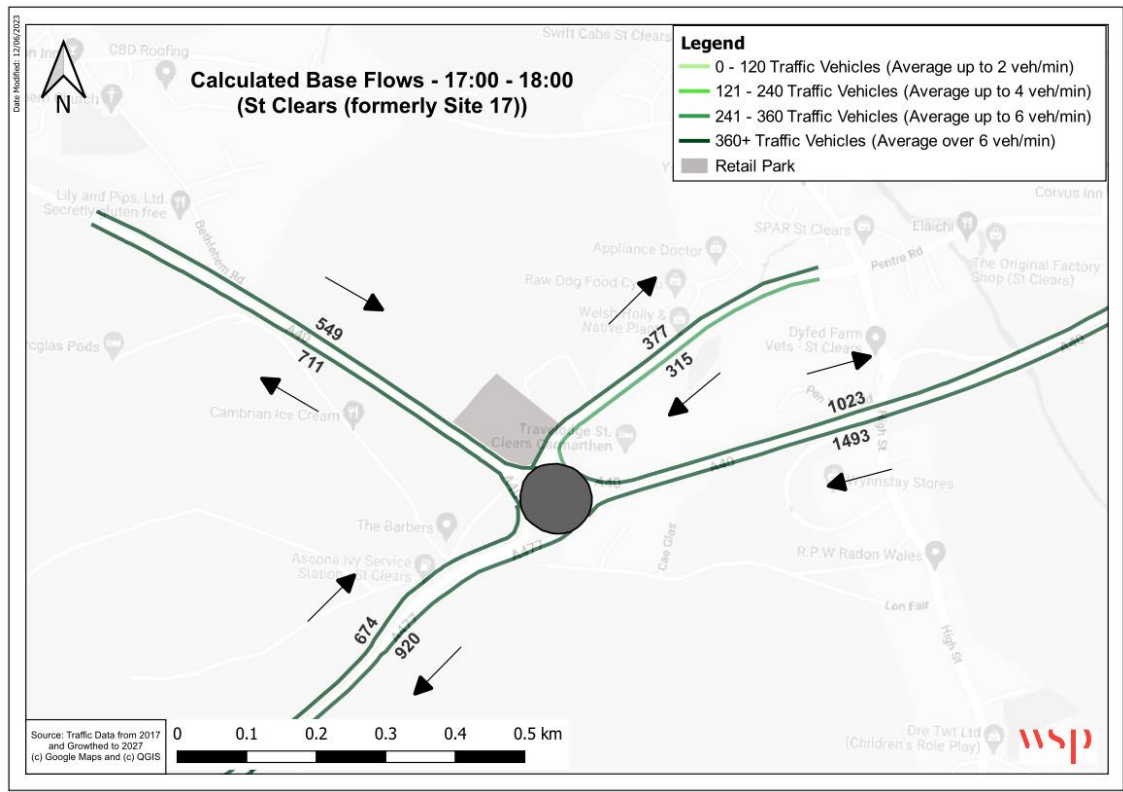 Date Modified: 12/06/2023
Calculated Base Flows - 17:00 - 18:00
(St Clears (formerly Site 17))
Legend
0 - 120 Traffic Vehicles (Average up to 2 veh/min)
121 - 240 Traffic Vehicles (Average up to 4 veh/min)
241 - 360 Traffic Vehicles (Average up to 6 veh/min)
360+ Traffic Vehicles (Average over 6 veh/min)
Retail Park
N
Swift Cabs St Clears
CBD Roofing
Lily and Pips, Ltd.
Secretly gluten free
Bethlehem Rd
Corvus Inn
SPAR St Clears
Elaichi
Pentre Rd
The Original Factory
Shop (St Clears)
Appliance Doctor
Raw Dog Food
Welsh Holly &
Native
Dyfed Farm
Vets - St Clears
A40
549
A40
711
377
315
Pods
Cambrian Ice Cream
1023
1493
High St
A40
Travelodge St.
Clears Carmarthen
A40
Wynnstay Stores
The Barbers
A477
Cae Glas
Ascona Ivy Service
Station - St Clears
R.P.W Radon Wales
Lon Fair
High St
A477
674
920
Dre Twt Ltd
(Children's Role Play)
Source: Traffic Data from 2017
and Growthed to 2027
(c) Google Maps and (c) QGIS
0 0.1 0.2 0.3 0.4 0.5 km
wsp